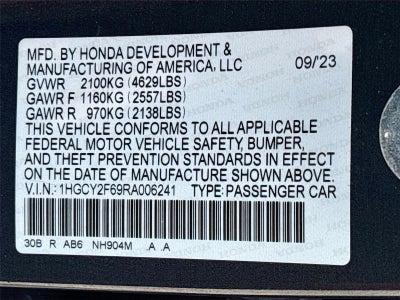 MFD. BY HONDA DEVELOPMENT &
MANUFACTURING OF AMERICA, LLC 09/'23
GVWR 2100KG (4629LBS)
GAWR F 1160KG (2557LBS)
GAWR R 970KG (2138LBS)
THIS VEHICLE CONFORMS TO ALL APPLICABLE
FEDERAL MOTOR VEHICLE SAFETY, BUMPER,
AND THEFT PREVENTION STANDARDS IN EFFECT
ON THE DATE OF MANUFACTURE SHOWN ABOVE.
V.I.N.: 1HGCY2F69RA006241 TYPE: PASSENGER CAR
30B R AB6 NH904M .A .A